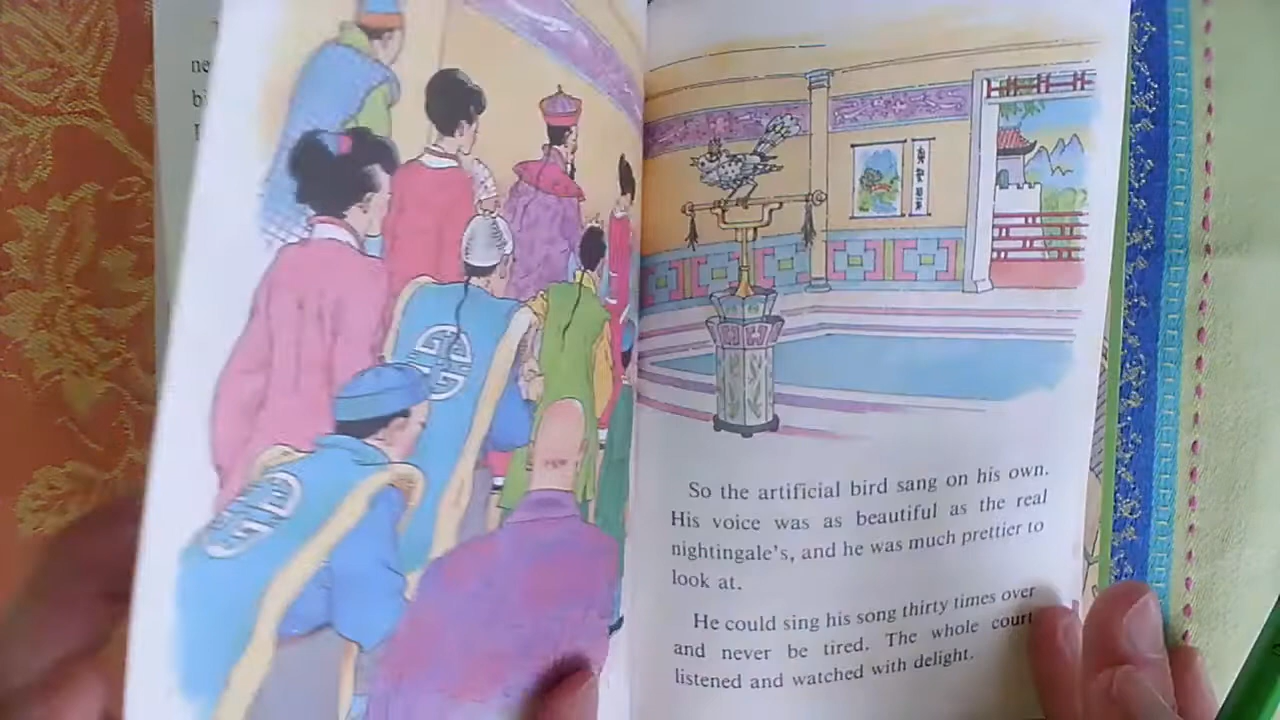 ne
bi
So the artificial bird sang on his own.
His voice was as beautiful as the real
nightingale's, and he was much prettier to
look at.
He could sing his song thirty times over
and never be tired. The whole court
listened and watched with delight.